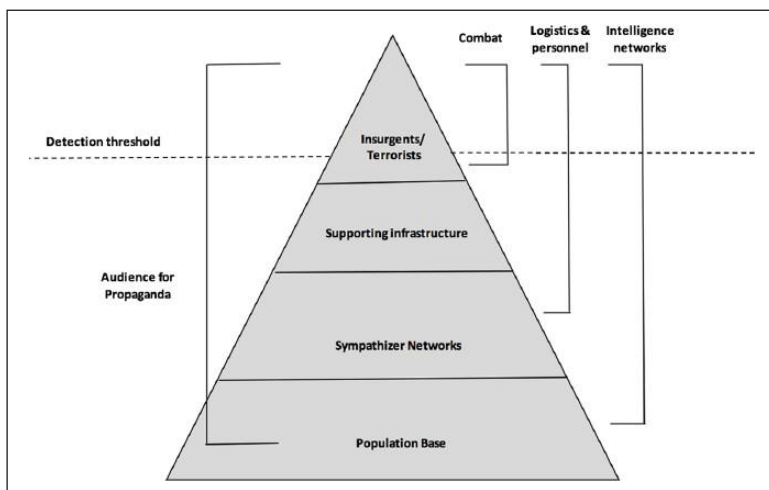 Combat
Logistics &
personnel
Intelligence
networks
Detection threshold
Insurgents/
Terrorists
Supporting infrastructure
Audience for
Propaganda
Sympathizer Networks
Population Base